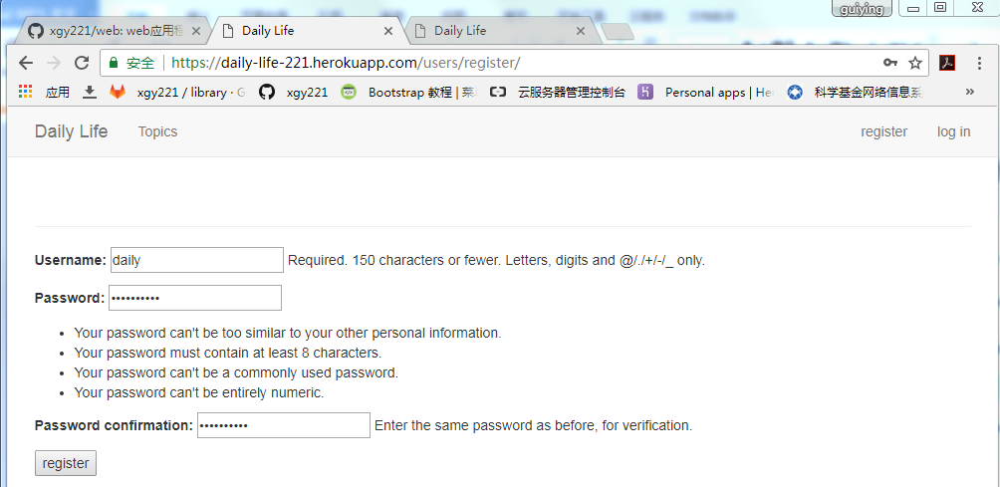 guiying
xgy221/web: web应用程
Daily Life
Daily Life
安全
https://daily-life-221.herokuapp.com/users/register/
应用
xgy221 / library · G
xgy221
Bootstrap 教程 | 菜
云服务器管理控制台
Personal apps | He
科学基金网络信息系
»
Daily Life
Topics
register
log in
Username: daily Required. 150 characters or fewer. Letters, digits and @/./+/-/_ only.
Password: ••••••••••
• Your password can't be too similar to your other personal information.
• Your password must contain at least 8 characters.
• Your password can't be a commonly used password.
• Your password can't be entirely numeric.
Password confirmation: •••••••••• Enter the same password as before, for verification.
register